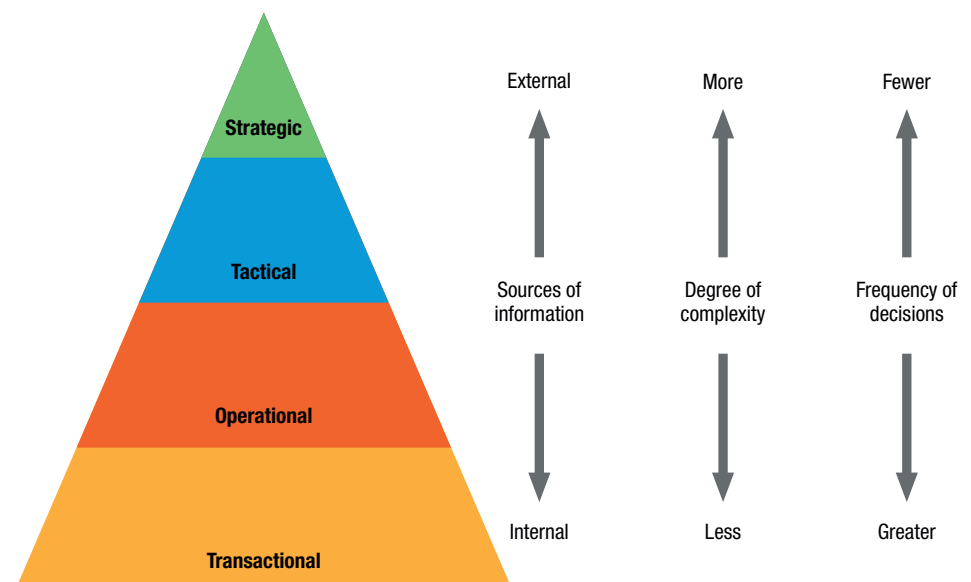 Strategic
Tactical
Operational
Transactional
External
Sources of
information
Internal
More
Degree of
complexity
Less
Fewer
Frequency of
decisions
Greater